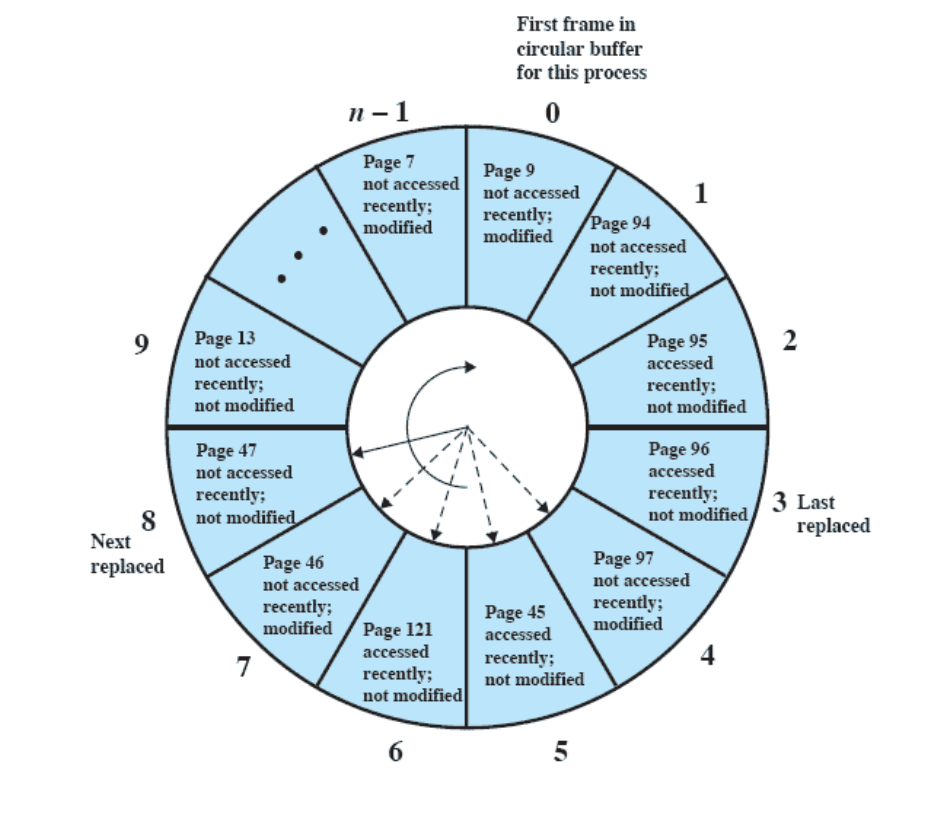 First frame in
circular buffer
for this process
n – 1
0
Page 7
not accessed
recently;
modified
Page 9
not accessed
recently;
modified
1
Page 94
not accessed
recently;
not modified
2
Page 95
accessed
recently;
not modified
3
Last
replaced
Page 96
accessed
recently;
not modified
4
Page 97
not accessed
recently;
modified
5
Page 45
accessed
recently;
not modified
6
Page 121
accessed
recently;
not modified
7
Page 46
not accessed
recently;
modified
8
Next
replaced
Page 47
not accessed
recently;
not modified
9
Page 13
not accessed
recently;
not modified